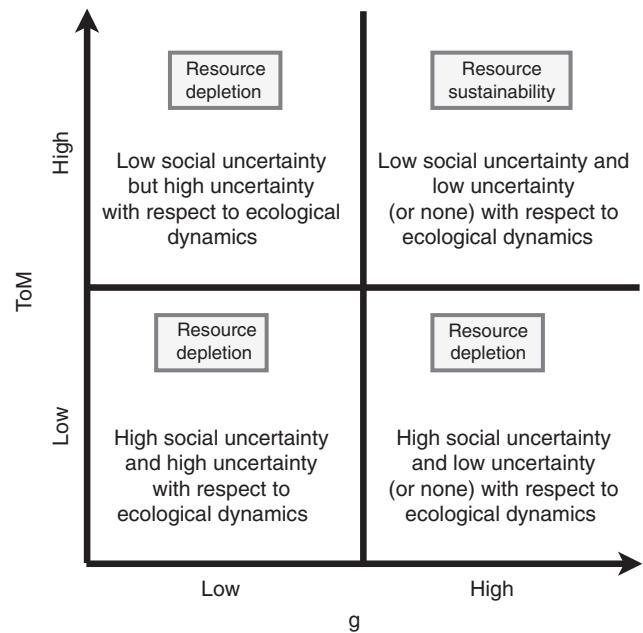 Resource
depletion
Resource
sustainability
High
Low social uncertainty
but high uncertainty
with respect to ecological
dynamics
Low social uncertainty and
low uncertainty
(or none) with respect to
ecological dynamics
ToM
Resource
depletion
Resource
depletion
Low
High social uncertainty
and high uncertainty
with respect to
ecological dynamics
High social uncertainty
and low uncertainty
(or none) with respect to
ecological dynamics
Low
High
g